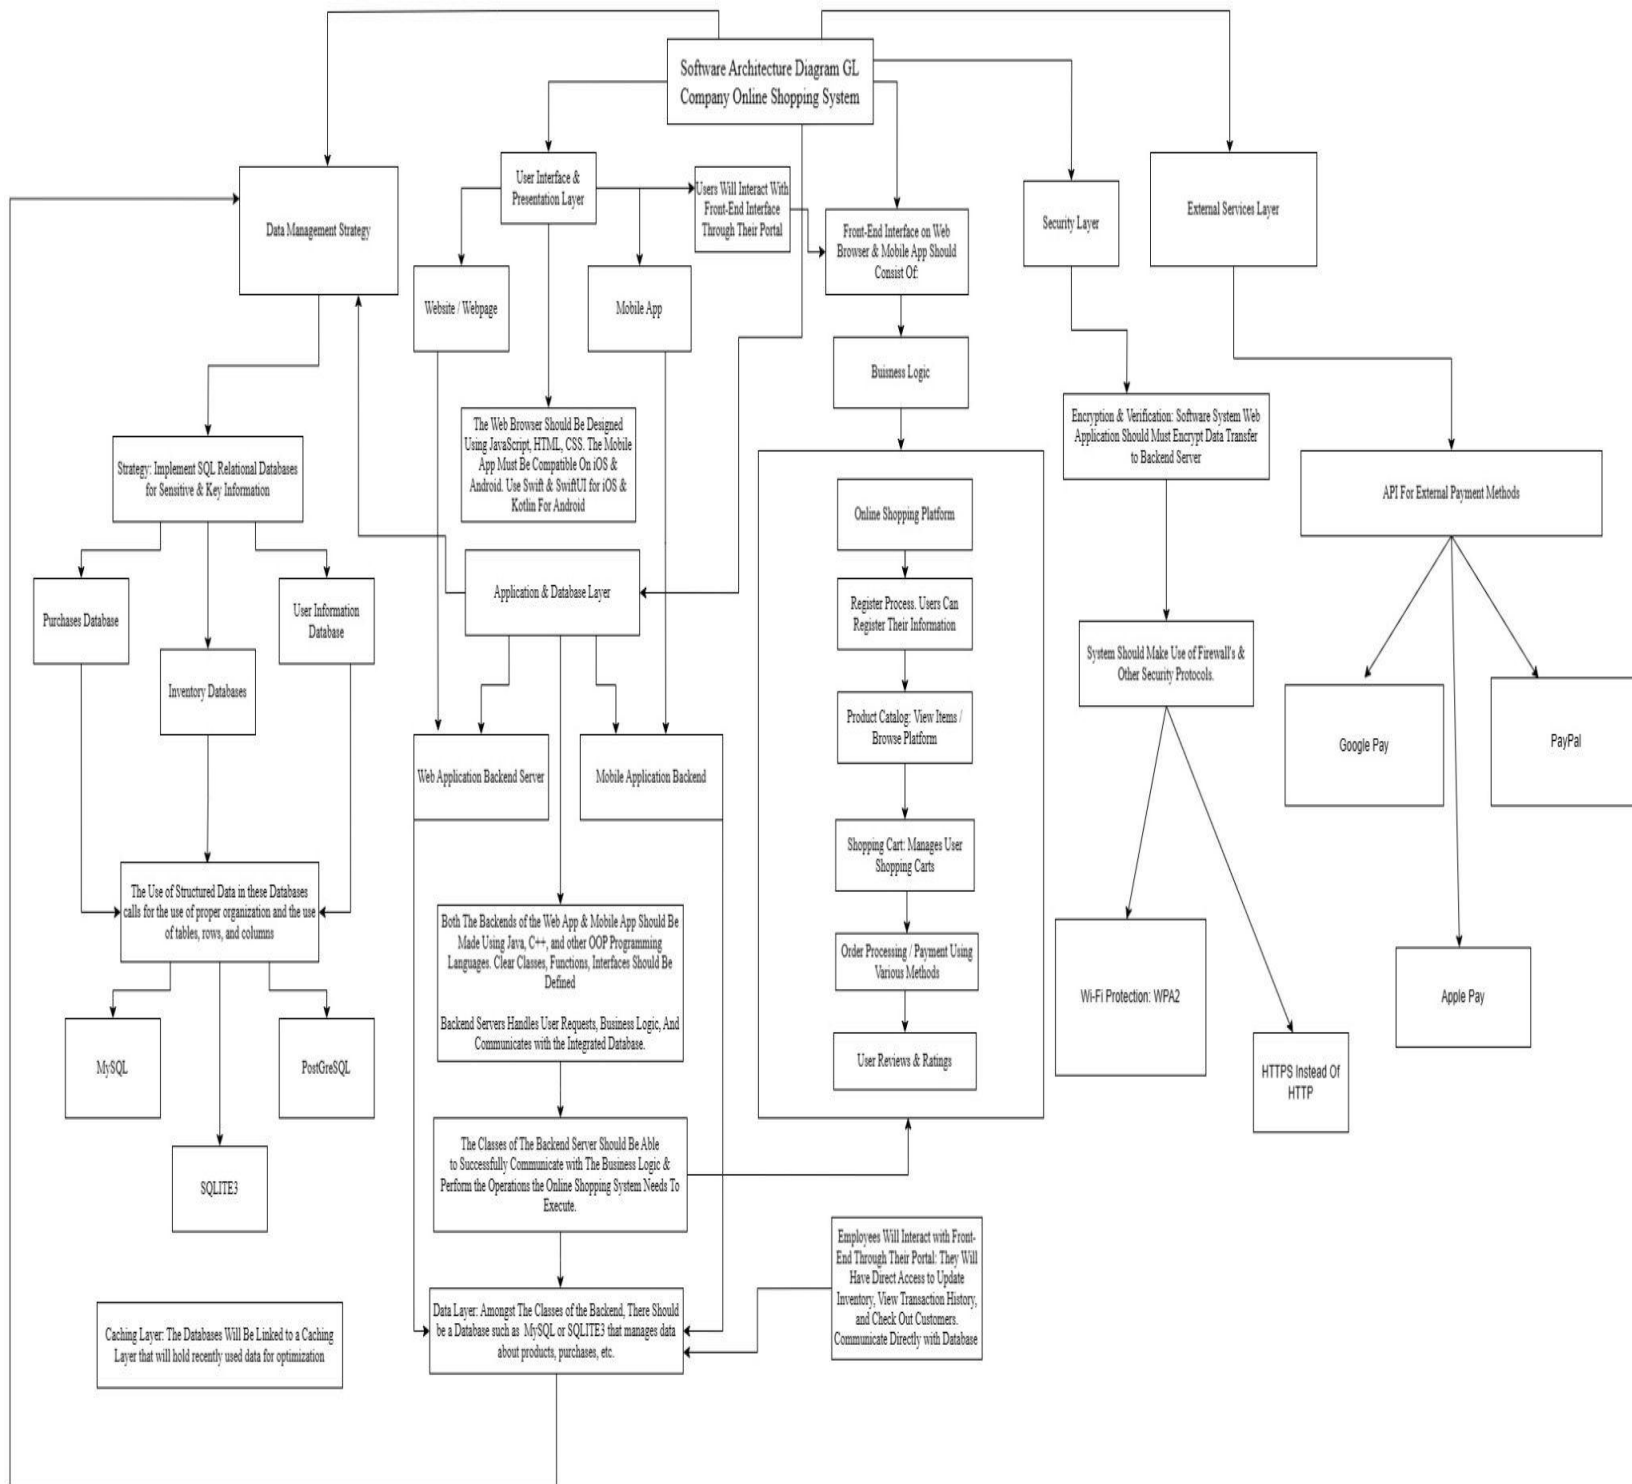 Software Architecture Diagram GL
Company Online Shopping System
Data Management Strategy
User Interface &
Presentation Layer
Users Will Interact With
Front-End Interface
Through Their Portal
Front-End Interface on Web
Browser & Mobile App Should
Consist Of:
Security Layer
External Services Layer
Website / Webpage
Mobile App
Buisness Logic
The Web Browser Should Be Designed
Using JavaScript, HTML, CSS. The Mobile
App Must Be Compatible On iOS &
Android. Use Swift & SwiftUI for iOS &
Kotlin For Android
Encryption & Verification: Software System Web
Application Should Must Encrypt Data Transfer
to Backend Server
Strategy: Implement SQL Relational Databases
for Sensitive & Key Information
API For External Payment Methods
Online Shopping Platform
Purchases Database
User Information
Database
Application & Database Layer
Register Process. Users Can
Register Their Information
Inventory Databases
System Should Make Use of Firewall's &
Other Security Protocols.
Product Catalog: View Items /
Browse Platform
Web Application Backend Server
Mobile Application Backend
Google Pay
PayPal
Shopping Cart: Manages User
Shopping Carts
The Use of Structured Data in these Databases
calls for the use of proper organization and the use
of tables, rows, and columns
Both The Backends of the Web App & Mobile App Should Be
Made Using Java, C++, and other OOP Programming
Languages. Clear Classes, Functions, Interfaces Should Be
Defined
Backend Servers Handles User Requests, Business Logic, And
Communicates with the Integrated Database.
Order Processing / Payment Using
Various Methods
Wi-Fi Protection: WPA2
Apple Pay
MySQL
PostGreSQL
User Reviews & Ratings
HTTPS Instead Of
HTTP
SQLITE3
The Classes of The Backend Server Should Be Able
to Successfully Communicate with The Business Logic &
Perform the Operations the Online Shopping System Needs To
Execute.
Employees Will Interact with Front-
End Through Their Portal: They Will
Have Direct Access to Update
Inventory, View Transaction History,
and Check Out Customers.
Communicate Directly with Database
Data Layer: Amongst The Classes of the Backend, There Should
be a Database such as MySQL or SQLITE3 that manages data
about products, purchases, etc.
Caching Layer: The Databases Will Be Linked to a Caching
Layer that will hold recently used data for optimization